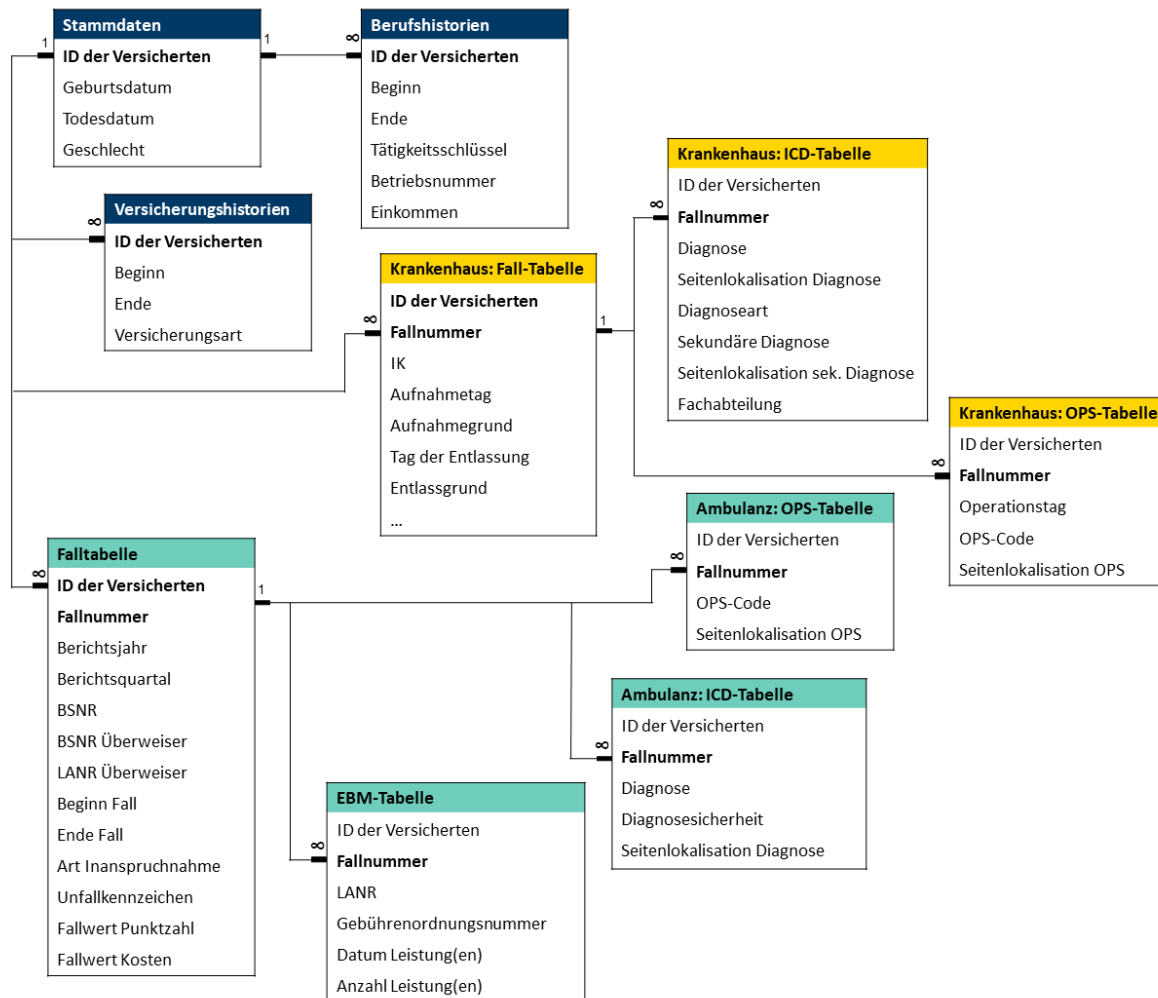 Stammdaten
ID der Versicherten
Geburtsdatum
Todesdatum
Geschlecht
1
1
∞
Berufshistorien
ID der Versicherten
Beginn
Ende
Tätigkeitsschlüssel
Betriebsnummer
Einkommen
∞
Versicherungshistorien
ID der Versicherten
Beginn
Ende
Versicherungsart
∞
Krankenhaus: Fall-Tabelle
ID der Versicherten
Fallnummer
IK
Aufnahmetag
Aufnahmegrund
Tag der Entlassung
Entlassgrund
...
1
∞
Krankenhaus: ICD-Tabelle
ID der Versicherten
Fallnummer
Diagnose
Seitenlokalisation Diagnose
Diagnoseart
Sekundäre Diagnose
Seitenlokalisation sek. Diagnose
Fachabteilung
∞
Krankenhaus: OPS-Tabelle
ID der Versicherten
Fallnummer
Operationstag
OPS-Code
Seitenlokalisation OPS
∞
Falltabelle
ID der Versicherten
Fallnummer
Berichtsjahr
Berichtsquartal
BSNR
BSNR Überweiser
LANR Überweiser
Beginn Fall
Ende Fall
Art Inanspruchnahme
Unfallkennzeichen
Fallwert Punktzahl
Fallwert Kosten
1
∞
Ambulanz: OPS-Tabelle
ID der Versicherten
Fallnummer
OPS-Code
Seitenlokalisation OPS
∞
Ambulanz: ICD-Tabelle
ID der Versicherten
Fallnummer
Diagnose
Diagnosesicherheit
Seitenlokalisation Diagnose
∞
EBM-Tabelle
ID der Versicherten
Fallnummer
LANR
Gebührenordnungsnummer
Datum Leistung(en)
Anzahl Leistung(en)